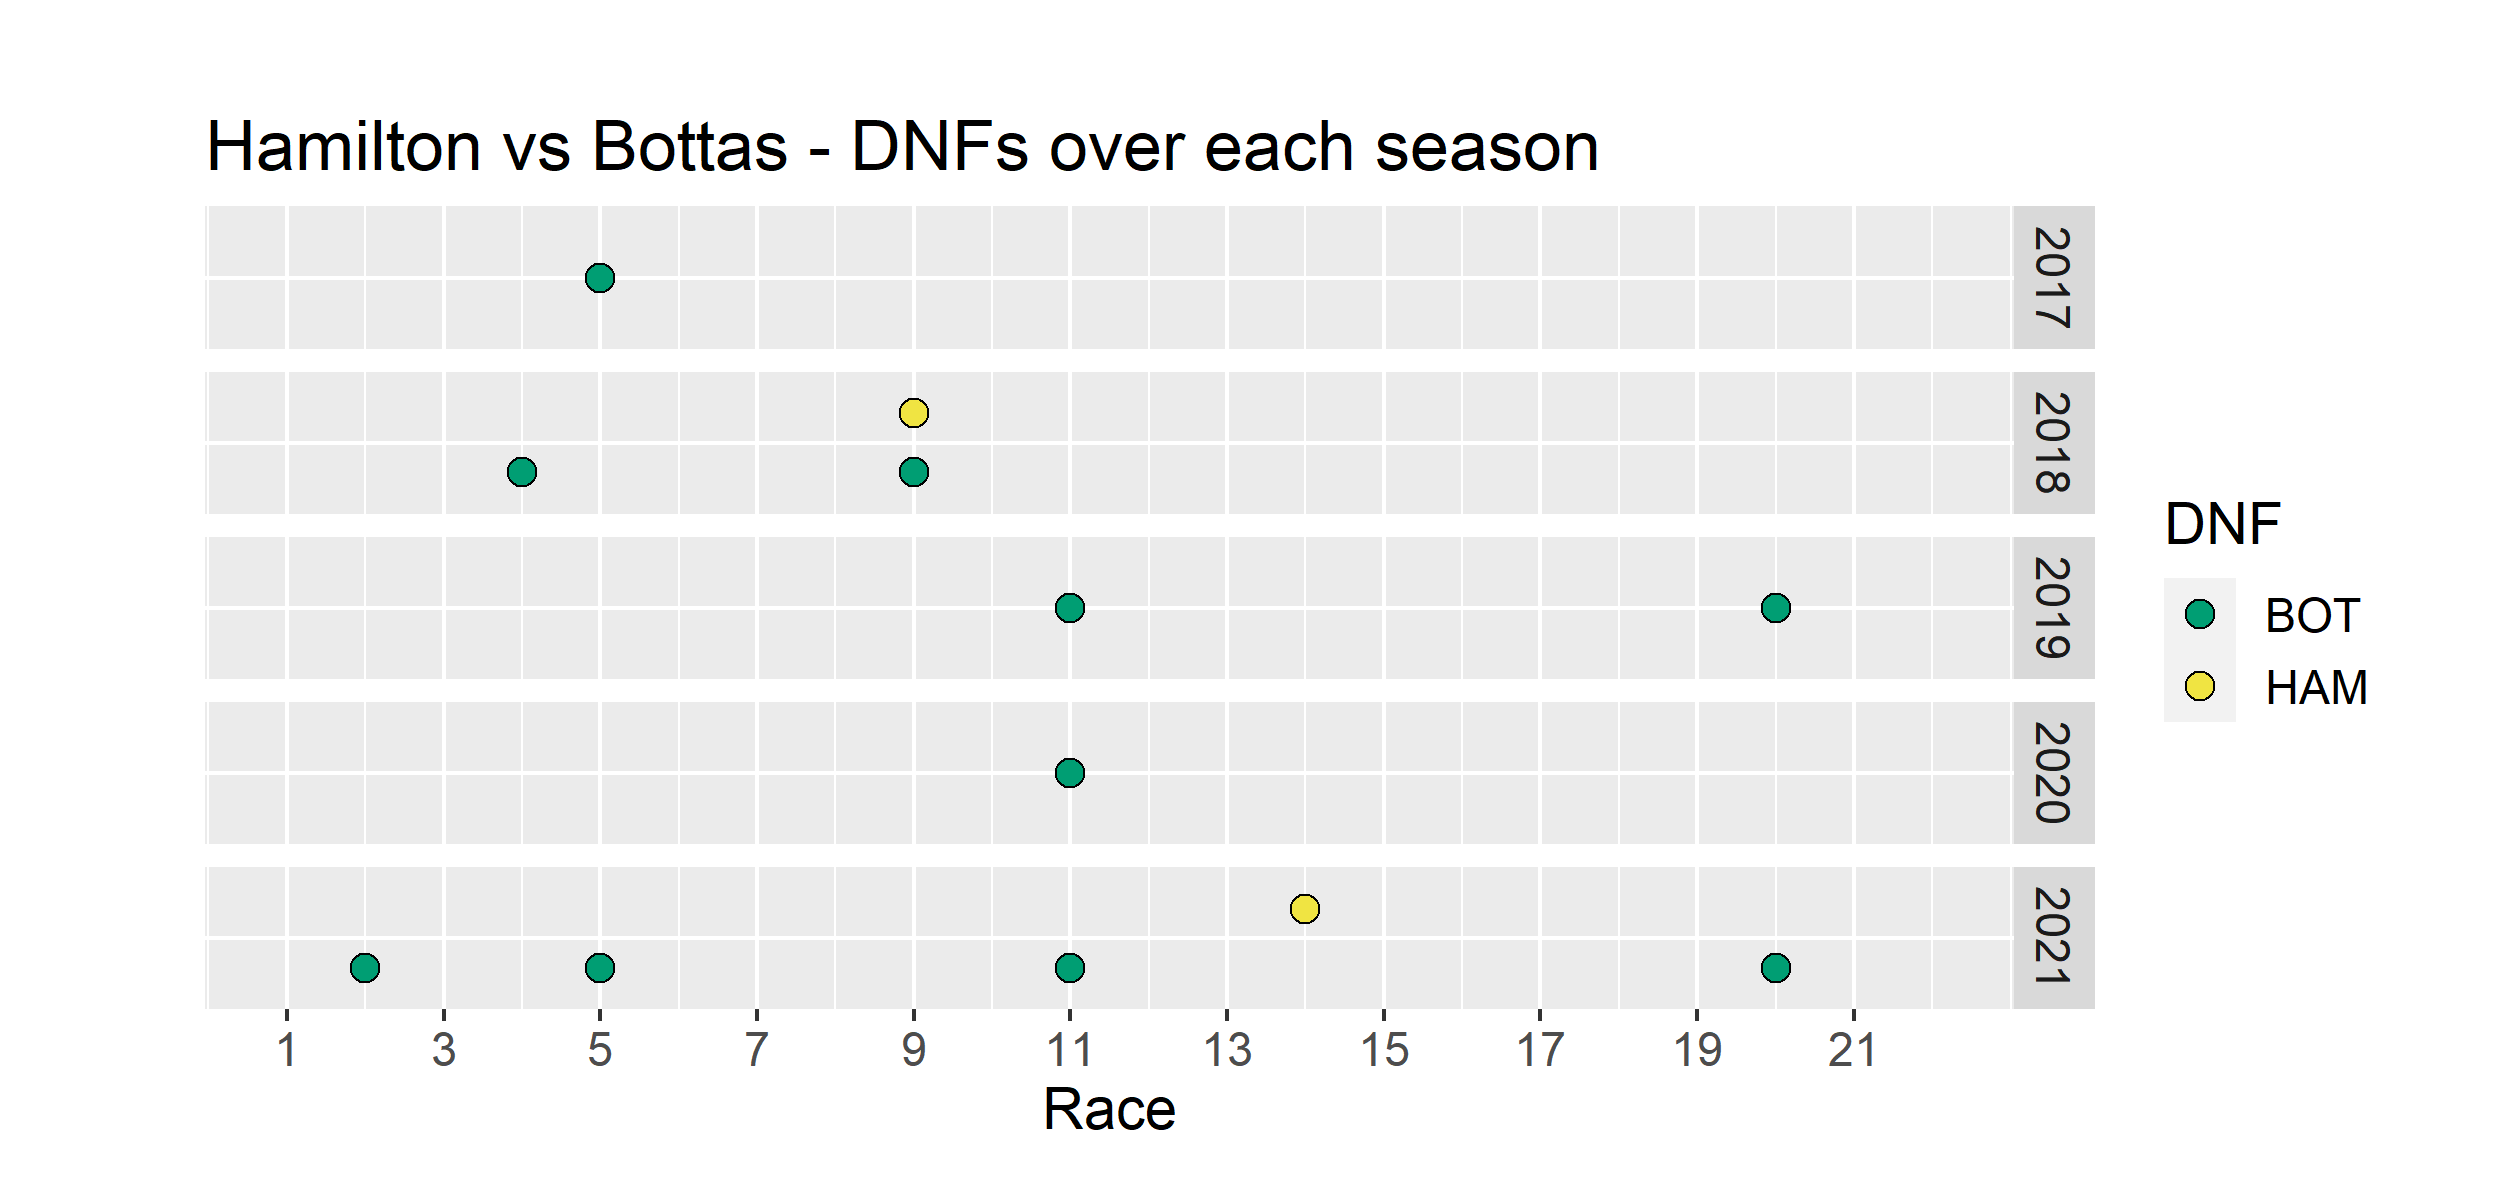 Hamilton vs Bottas - DNFs over each season
2017
2018
2019
2020
2021
DNF
BOT
HAM
1 3 5 7 9 11 13 15 17 19 21
Race